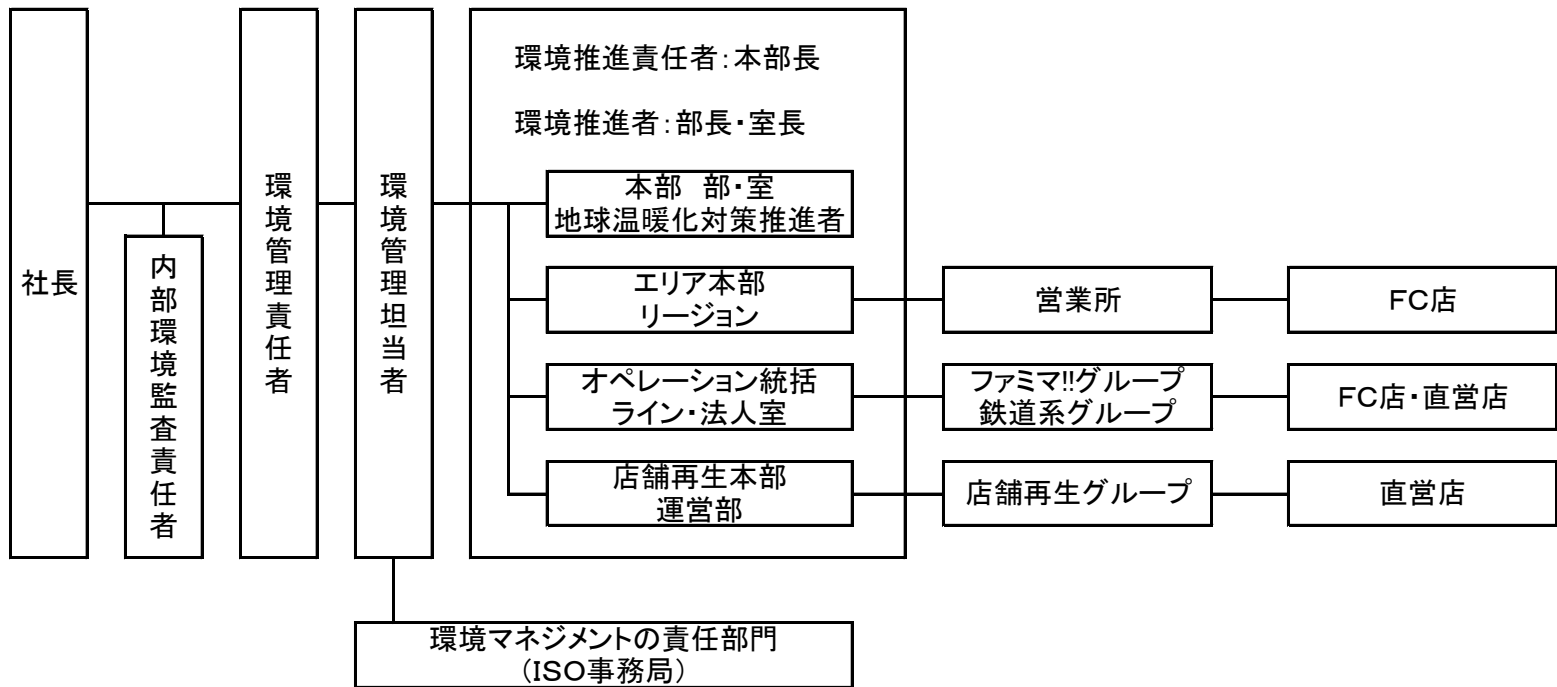 社長
内部環境監査責任者
環境管理責任者
環境管理担当者
環境推進責任者：本部長
環境推進者：部長・室長
本部　部・室
地球温暖化対策推進者
エリア本部
リージョン
営業所
FC店
オペレーション統括
ライン・法人室
ファミマ!!グループ
鉄道系グループ
FC店・直営店
店舗再生本部
運営部
店舗再生グループ
直営店
環境マネジメントの責任部門
（ISO事務局）